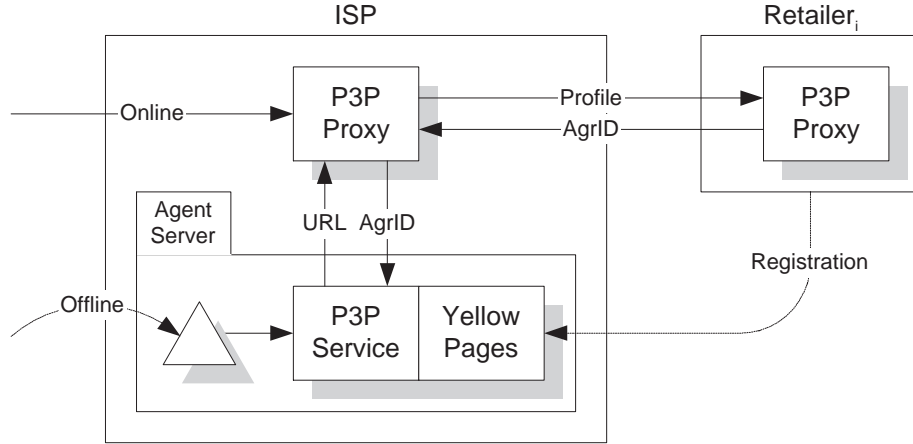 ISP
Retailer i
P3P
Proxy
Profile
P3P
Proxy
Online
AgrID
Agent
Server
URL
AgrID
Registration
Offline
P3P
Service
Yellow
Pages